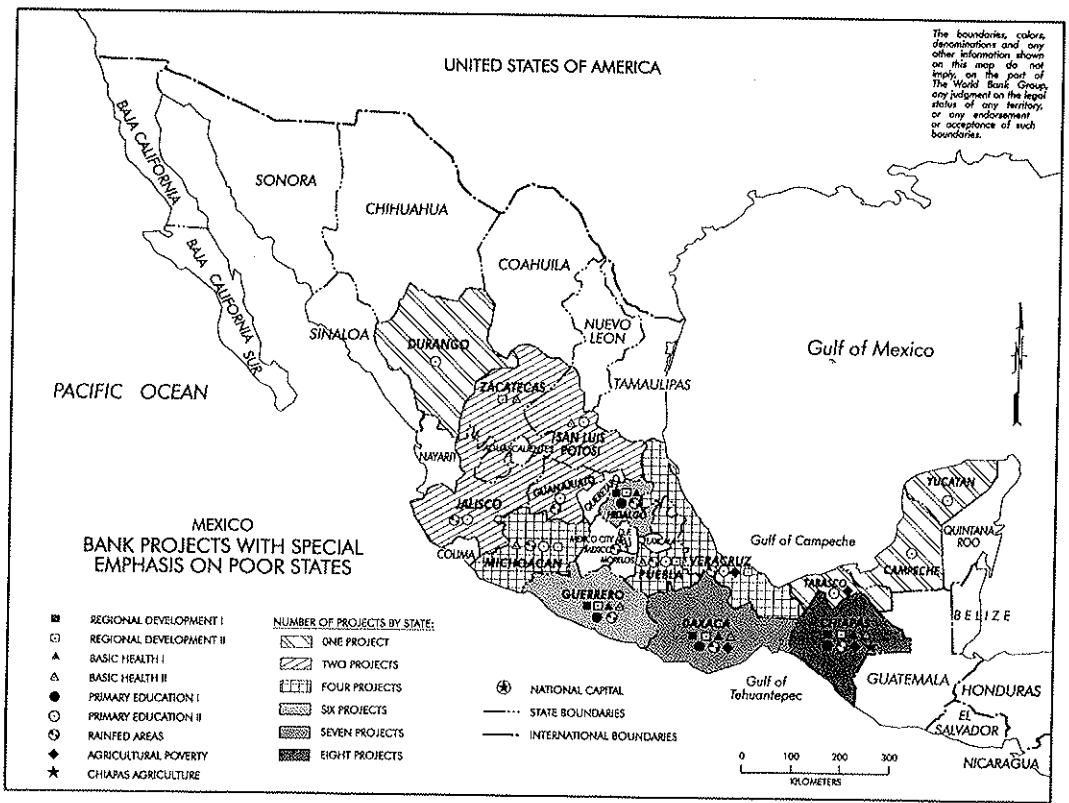 The boundaries, colors,
denominations and any
other information shown
on this map do not
imply, on the part of
The World Bank Group,
any judgment on the legal
status of any territory,
or any endorsement
or acceptance of such
boundaries.
UNITED STATES OF AMERICA
BAJA CALIFORNIA
SONORA
CHIHUAHUA
COAHUILA
BAJA CALIFORNIA SUR
SINALOA
DURANGO
NUEVO
LEON
Gulf of Mexico
TAMAULIPAS
PACIFIC OCEAN
ZACATECAS
NAYARIT
AGUASCALIENTES
SAN LUIS
POTOSI
GUANAJUATO
QUERETARO
HIDALGO
JALISCO
YUCATAN
QUINTANA
ROO
COLIMA
MICHOACAN
MEXICO CITY
MEXICO
D.F.
TLAXCALA
MORELOS
PUEBLA
VERACRUZ
Gulf of Campeche
CAMPECHE
TABASCO
GUERRERO
OAXACA
CHIAPAS
BELIZE
GUATEMALA
HONDURAS
EL
SALVADOR
NICARAGUA
Gulf of
Tehuantepec
MEXICO
BANK PROJECTS WITH SPECIAL
EMPHASIS ON POOR STATES
REGIONAL DEVELOPMENT I
REGIONAL DEVELOPMENT II
BASIC HEALTH I
BASIC HEALTH II
PRIMARY EDUCATION I
PRIMARY EDUCATION II
RAINFED AREAS
AGRICULTURAL POVERTY
CHIAPAS AGRICULTURE
NUMBER OF PROJECTS BY STATE:
ONE PROJECT
TWO PROJECTS
FOUR PROJECTS
SIX PROJECTS
SEVEN PROJECTS
EIGHT PROJECTS
NATIONAL CAPITAL
STATE BOUNDARIES
INTERNATIONAL BOUNDARIES
0 100 200 300
KILOMETERS